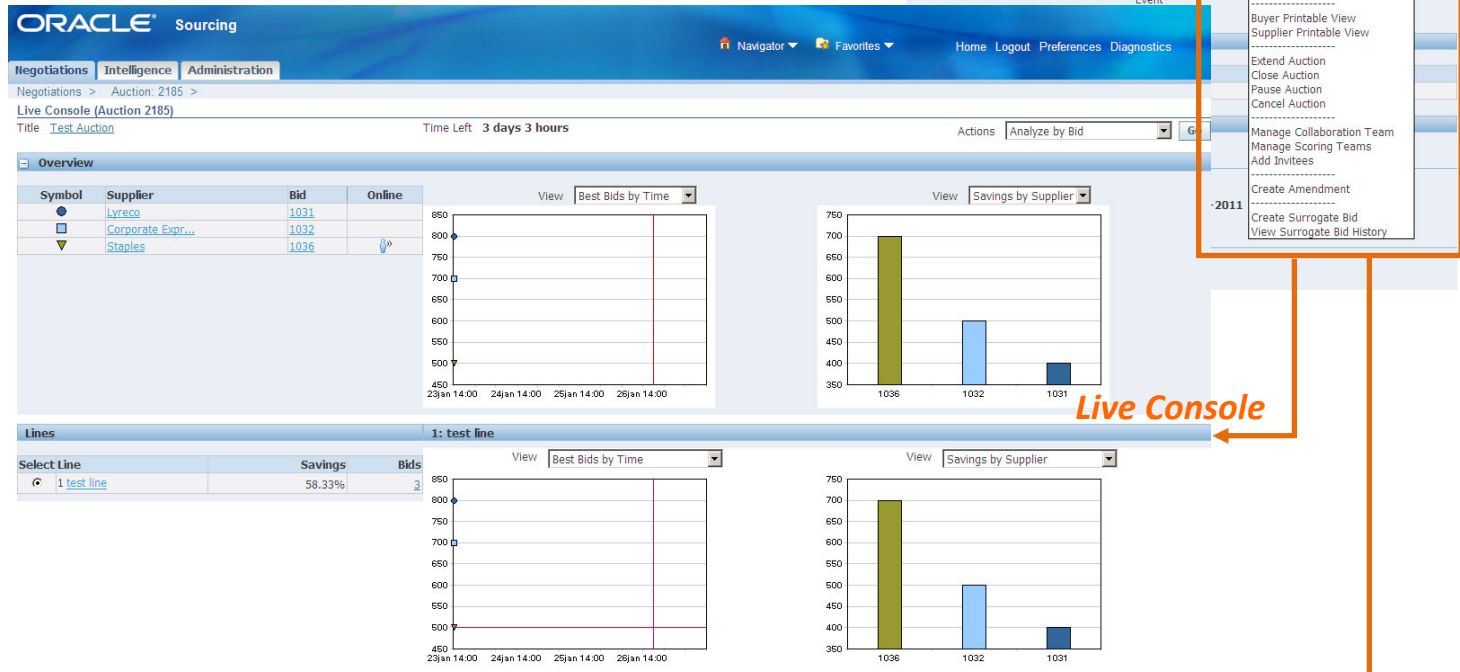 Event
ORACLE® Sourcing
Navigator Favorites Home Logout Preferences Diagnostics
Negotiations Intelligence Administration
Negotiations > Auction: 2185 >
Live Console (Auction 2185)
Title Test Auction Time Left 3 days 3 hours Actions Analyze by Bid Go
Overview
Symbol Supplier Bid Online
Lyreco 1031
Corporate Expr... 1032
Staples 1036
View Best Bids by Time
850
800
750
700
650
600
550
500
450
23jan 14:00 24jan 14:00 25jan 14:00 26jan 14:00
View Savings by Supplier
750
700
650
600
550
500
450
400
350
1036 1032 1031
--------------------
Buyer Printable View
Supplier Printable View
--------------------
Extend Auction
Close Auction
Pause Auction
Cancel Auction
--------------------
Manage Collaboration Team
Manage Scoring Teams
Add Invitees
--------------------
Create Amendment
-2011 --------------------
Create Surrogate Bid
View Surrogate Bid History
Live Console
Lines
Select Line Savings Bids
1 test line 58.33% 3
1: test line
View Best Bids by Time
850
800
750
700
650
600
550
500
450
23jan 14:00 24jan 14:00 25jan 14:00 26jan 14:00
View Savings by Supplier
750
700
650
600
550
500
450
400
350
1036 1032 1031